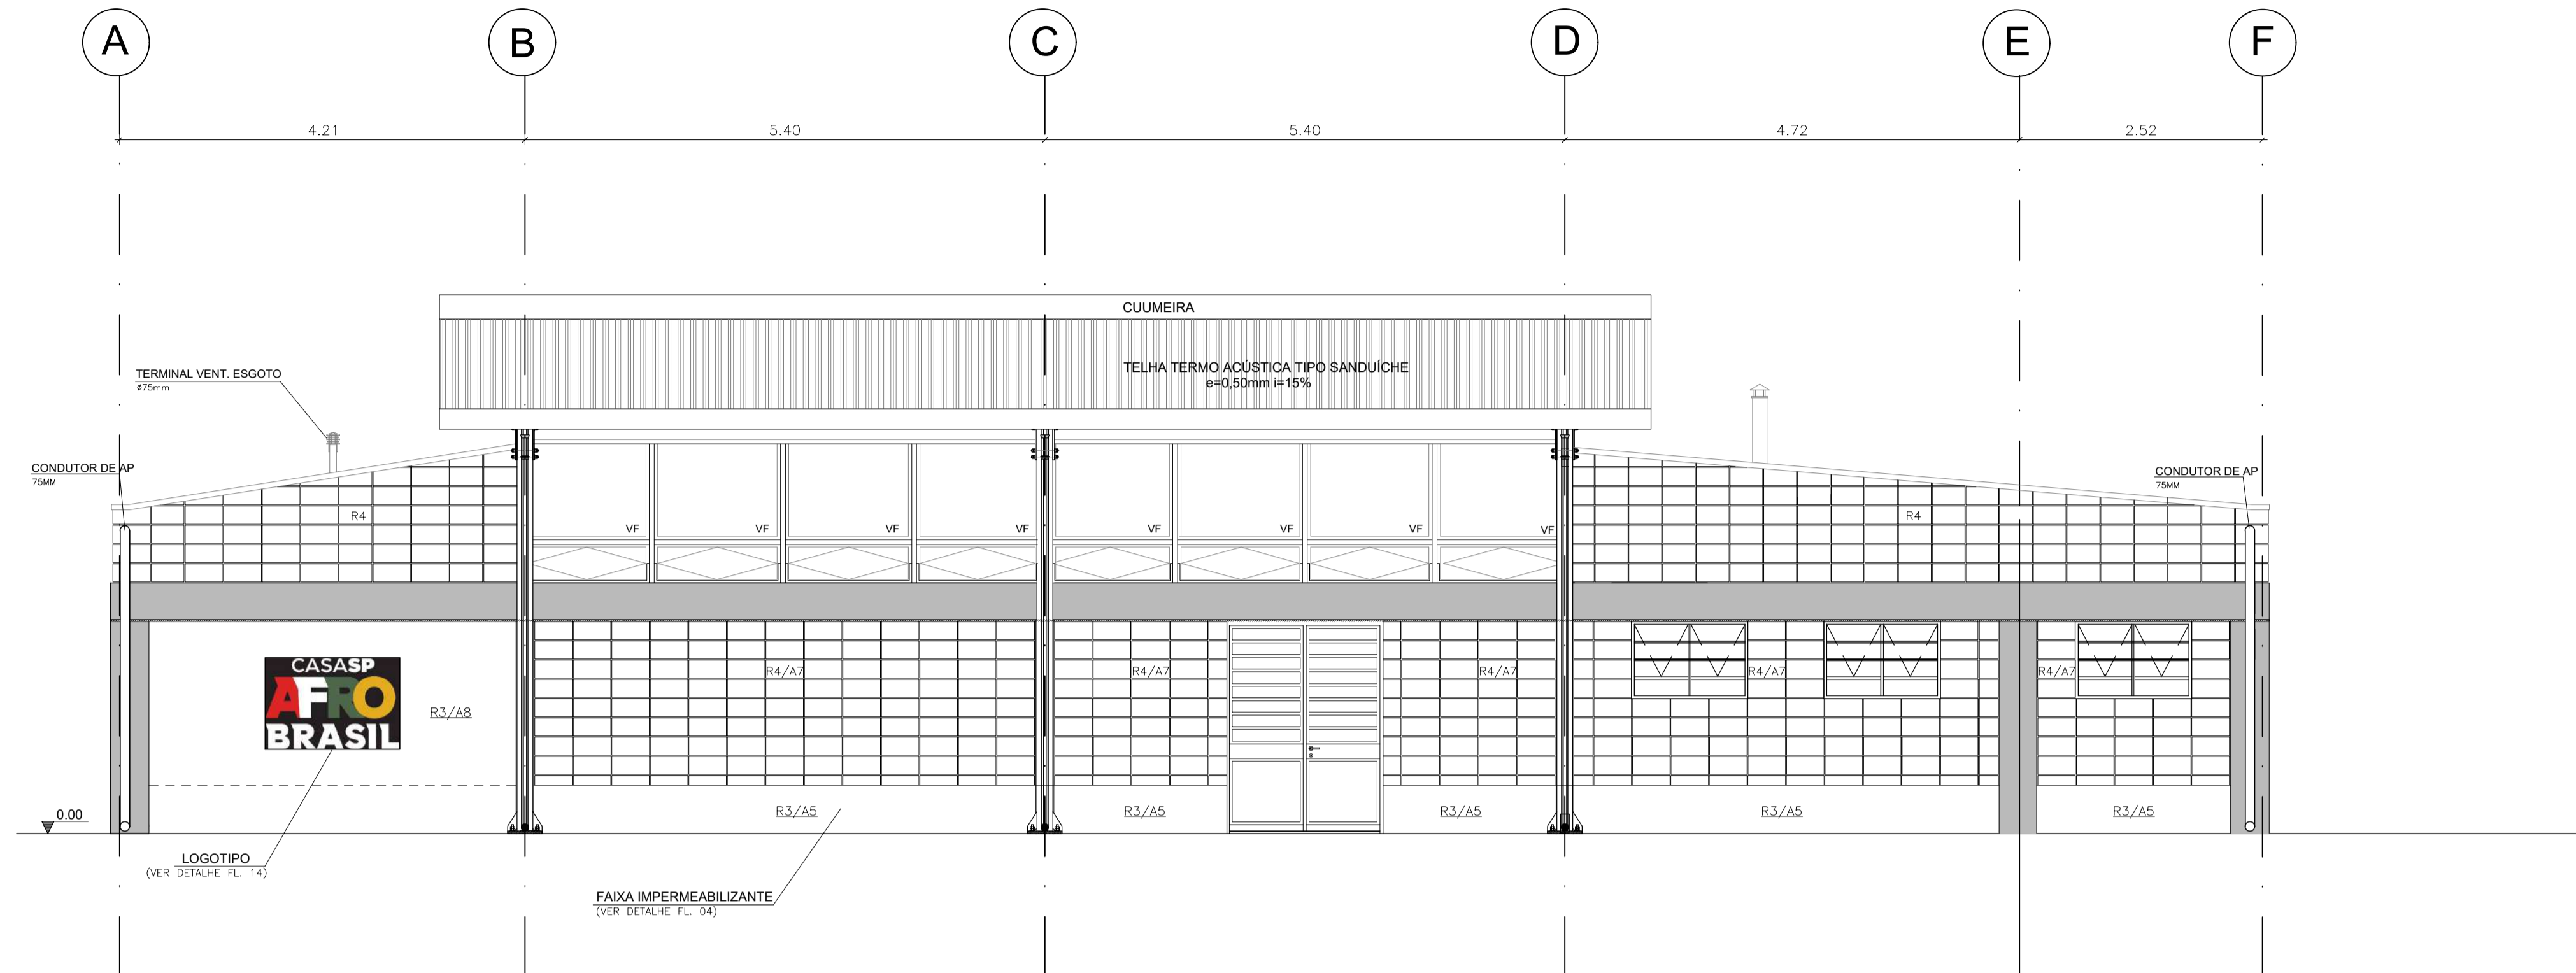 A B C D E F
4.21 5.40 5.40 4.72 2.52
CUUMEIRA
TELHA TERMO ACÚSTICA TIPO SANDUÍCHE
e=0,50mm i=15%
TERMINAL VENT. ESGOTO
ø75mm
CONDUTOR DE AP
75MM
CONDUTOR DE AP
75MM
R4 R4
VF VF VF VF VF VF VF VF
CASASP
AFRO
BRASIL
R3/A8
R4/A7 R4/A7 R4/A7 R4/A7 R4/A7
R3/A5 R3/A5 R3/A5 R3/A5 R3/A5
0.00
LOGOTIPO
(VER DETALHE FL. 14)
FAIXA IMPERMEABILIZANTE
(VER DETALHE FL. 04)